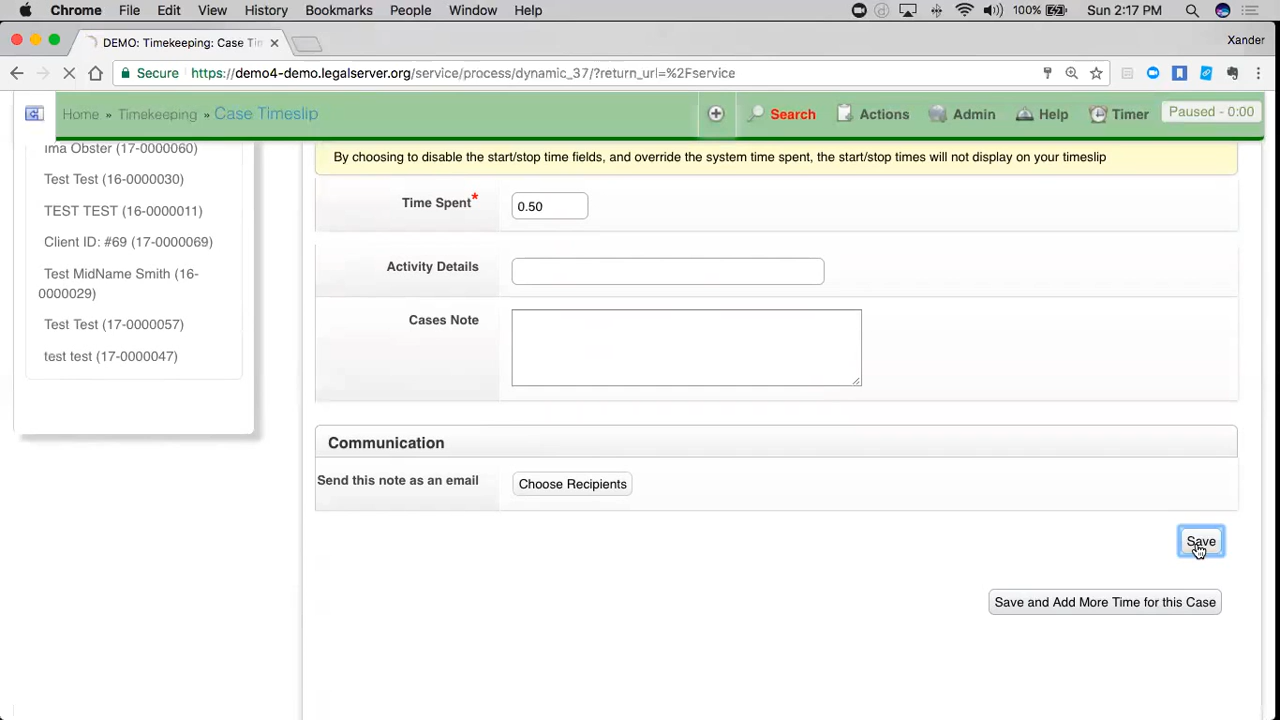 Chrome File Edit View History Bookmarks People Window Help 100% Sun 2:17 PM
DEMO: Timekeeping: Case Tim Xander
Secure https://demo4-demo.legalserver.org/service/process/dynamic_37/?return_url=%2Fservice
Home » Timekeeping » Case Timeslip Search Actions Admin Help Timer Paused - 0:00
ima Obster (17-0000060)
Test Test (16-0000030)
TEST TEST (16-0000011)
Client ID: #69 (17-0000069)
Test MidName Smith (16-
0000029)
Test Test (17-0000057)
test test (17-0000047)
By choosing to disable the start/stop time fields, and override the system time spent, the start/stop times will not display on your timeslip
Time Spent* 0.50
Activity Details
Cases Note
Communication
Send this note as an email Choose Recipients
Save
Save and Add More Time for this Case